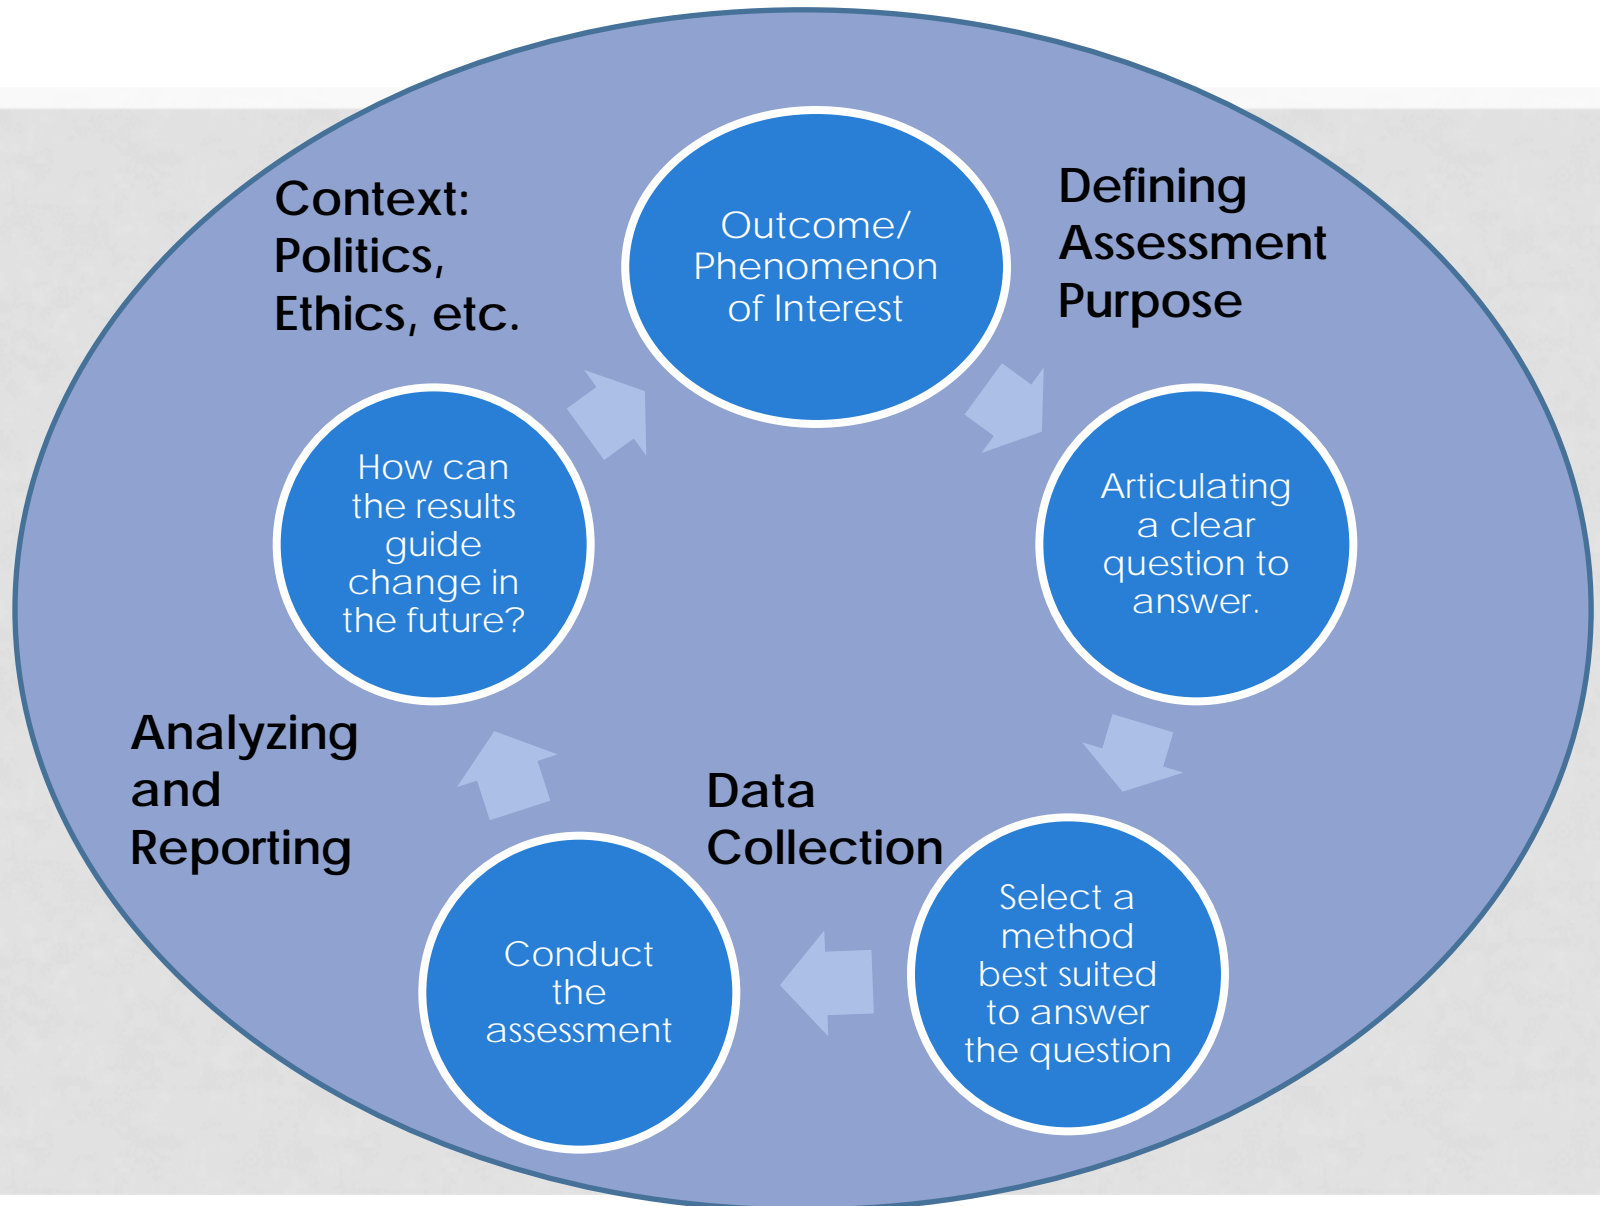 Context:
Politics,
Ethics, etc.
Outcome/
Phenomenon
of Interest
Defining
Assessment
Purpose
Articulating
a clear
question to
answer.
Select a
method
best suited
to answer
the question
Data
Collection
Conduct
the
assessment
Analyzing
and
Reporting
How can
the results
guide
change in
the future?